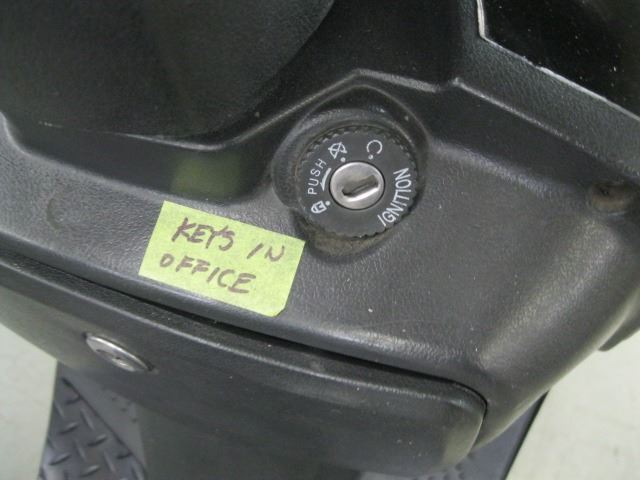 PUSH
IGNITION
KEYS IN
OFFICE